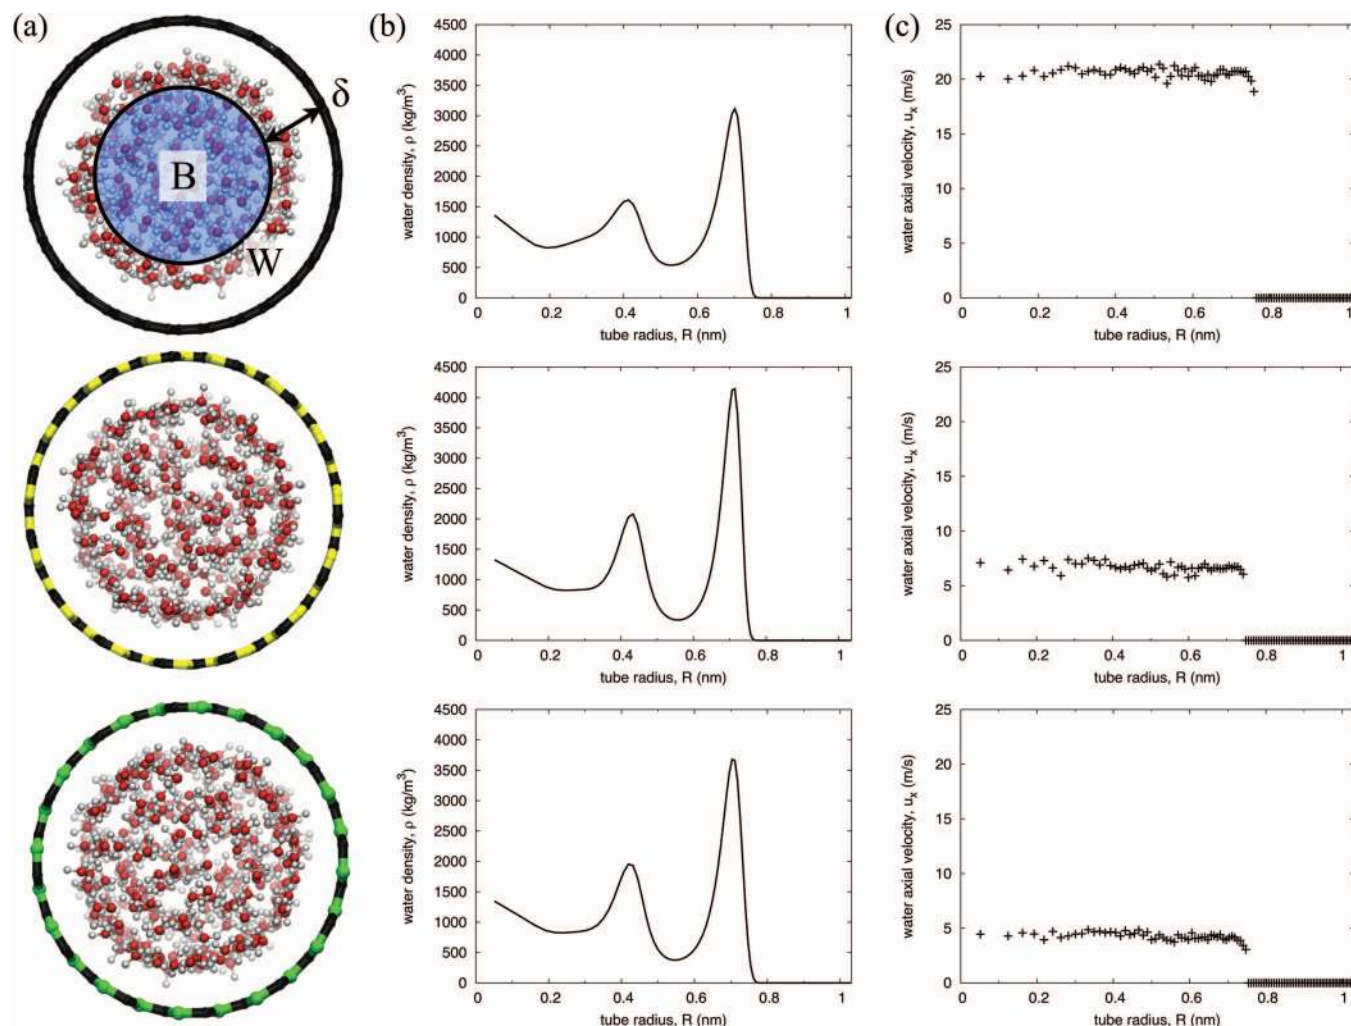 (a)
δ
B
W
(b)
4500
4000
3500
3000
2500
2000
1500
1000
500
0
water density, ρ (kg/m³)
0 0.2 0.4 0.6 0.8 1
tube radius, R (nm)
(c)
25
20
15
10
5
0
water axial velocity, uₓ (m/s)
0 0.2 0.4 0.6 0.8 1
tube radius, R (nm)
4500
4000
3500
3000
2500
2000
1500
1000
500
0
water density, ρ (kg/m³)
0 0.2 0.4 0.6 0.8 1
tube radius, R (nm)
25
20
15
10
5
0
water axial velocity, uₓ (m/s)
0 0.2 0.4 0.6 0.8 1
tube radius, R (nm)
4500
4000
3500
3000
2500
2000
1500
1000
500
0
water density, ρ (kg/m³)
0 0.2 0.4 0.6 0.8 1
tube radius, R (nm)
25
20
15
10
5
0
water axial velocity, uₓ (m/s)
0 0.2 0.4 0.6 0.8 1
tube radius, R (nm)